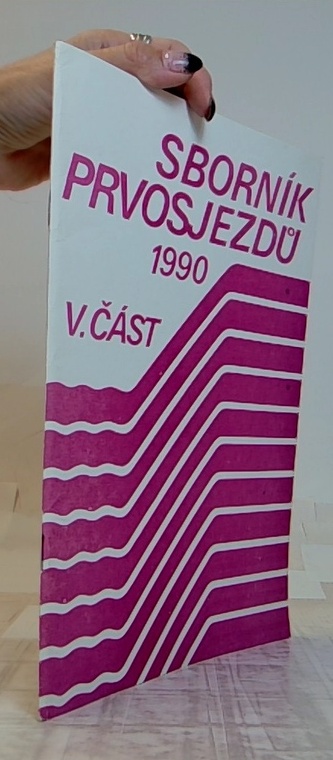 SBORNÍK
PRVOSJEZDŮ
1990
V. ČÁST